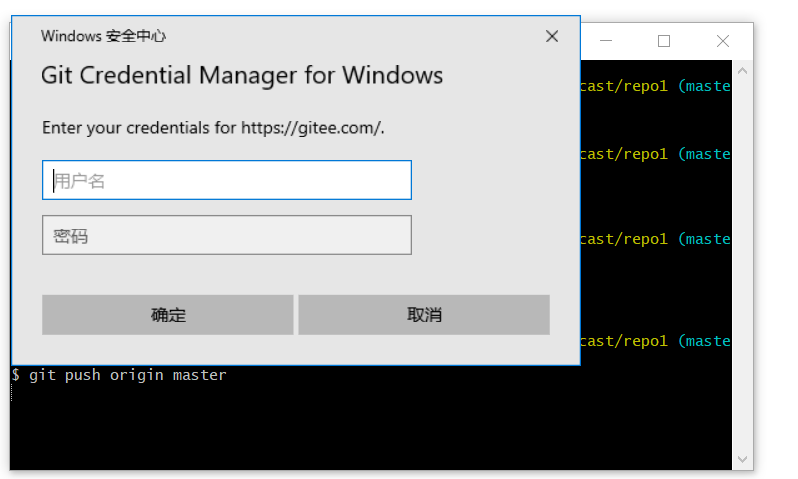 Windows 安全中心
Git Credential Manager for Windows
Enter your credentials for https://gitee.com/.
用户名
密码
确定
取消
cast/repo1 (maste
cast/repo1 (maste
cast/repo1 (maste
cast/repo1 (maste
$ git push origin master